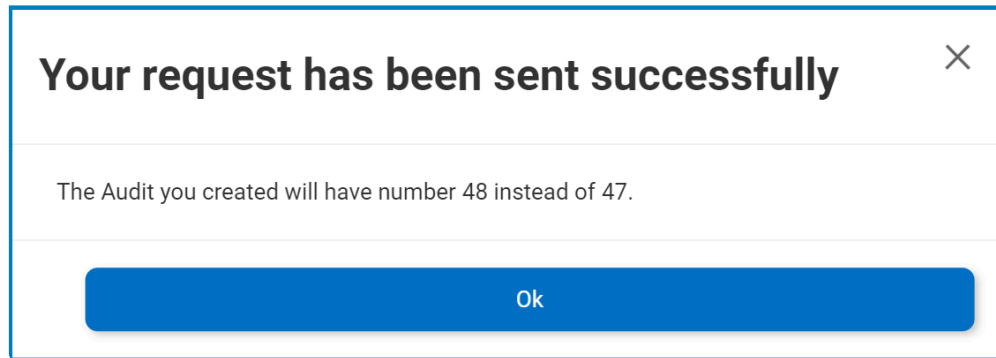 Your request has been sent successfully
The Audit you created will have number 48 instead of 47.
Ok